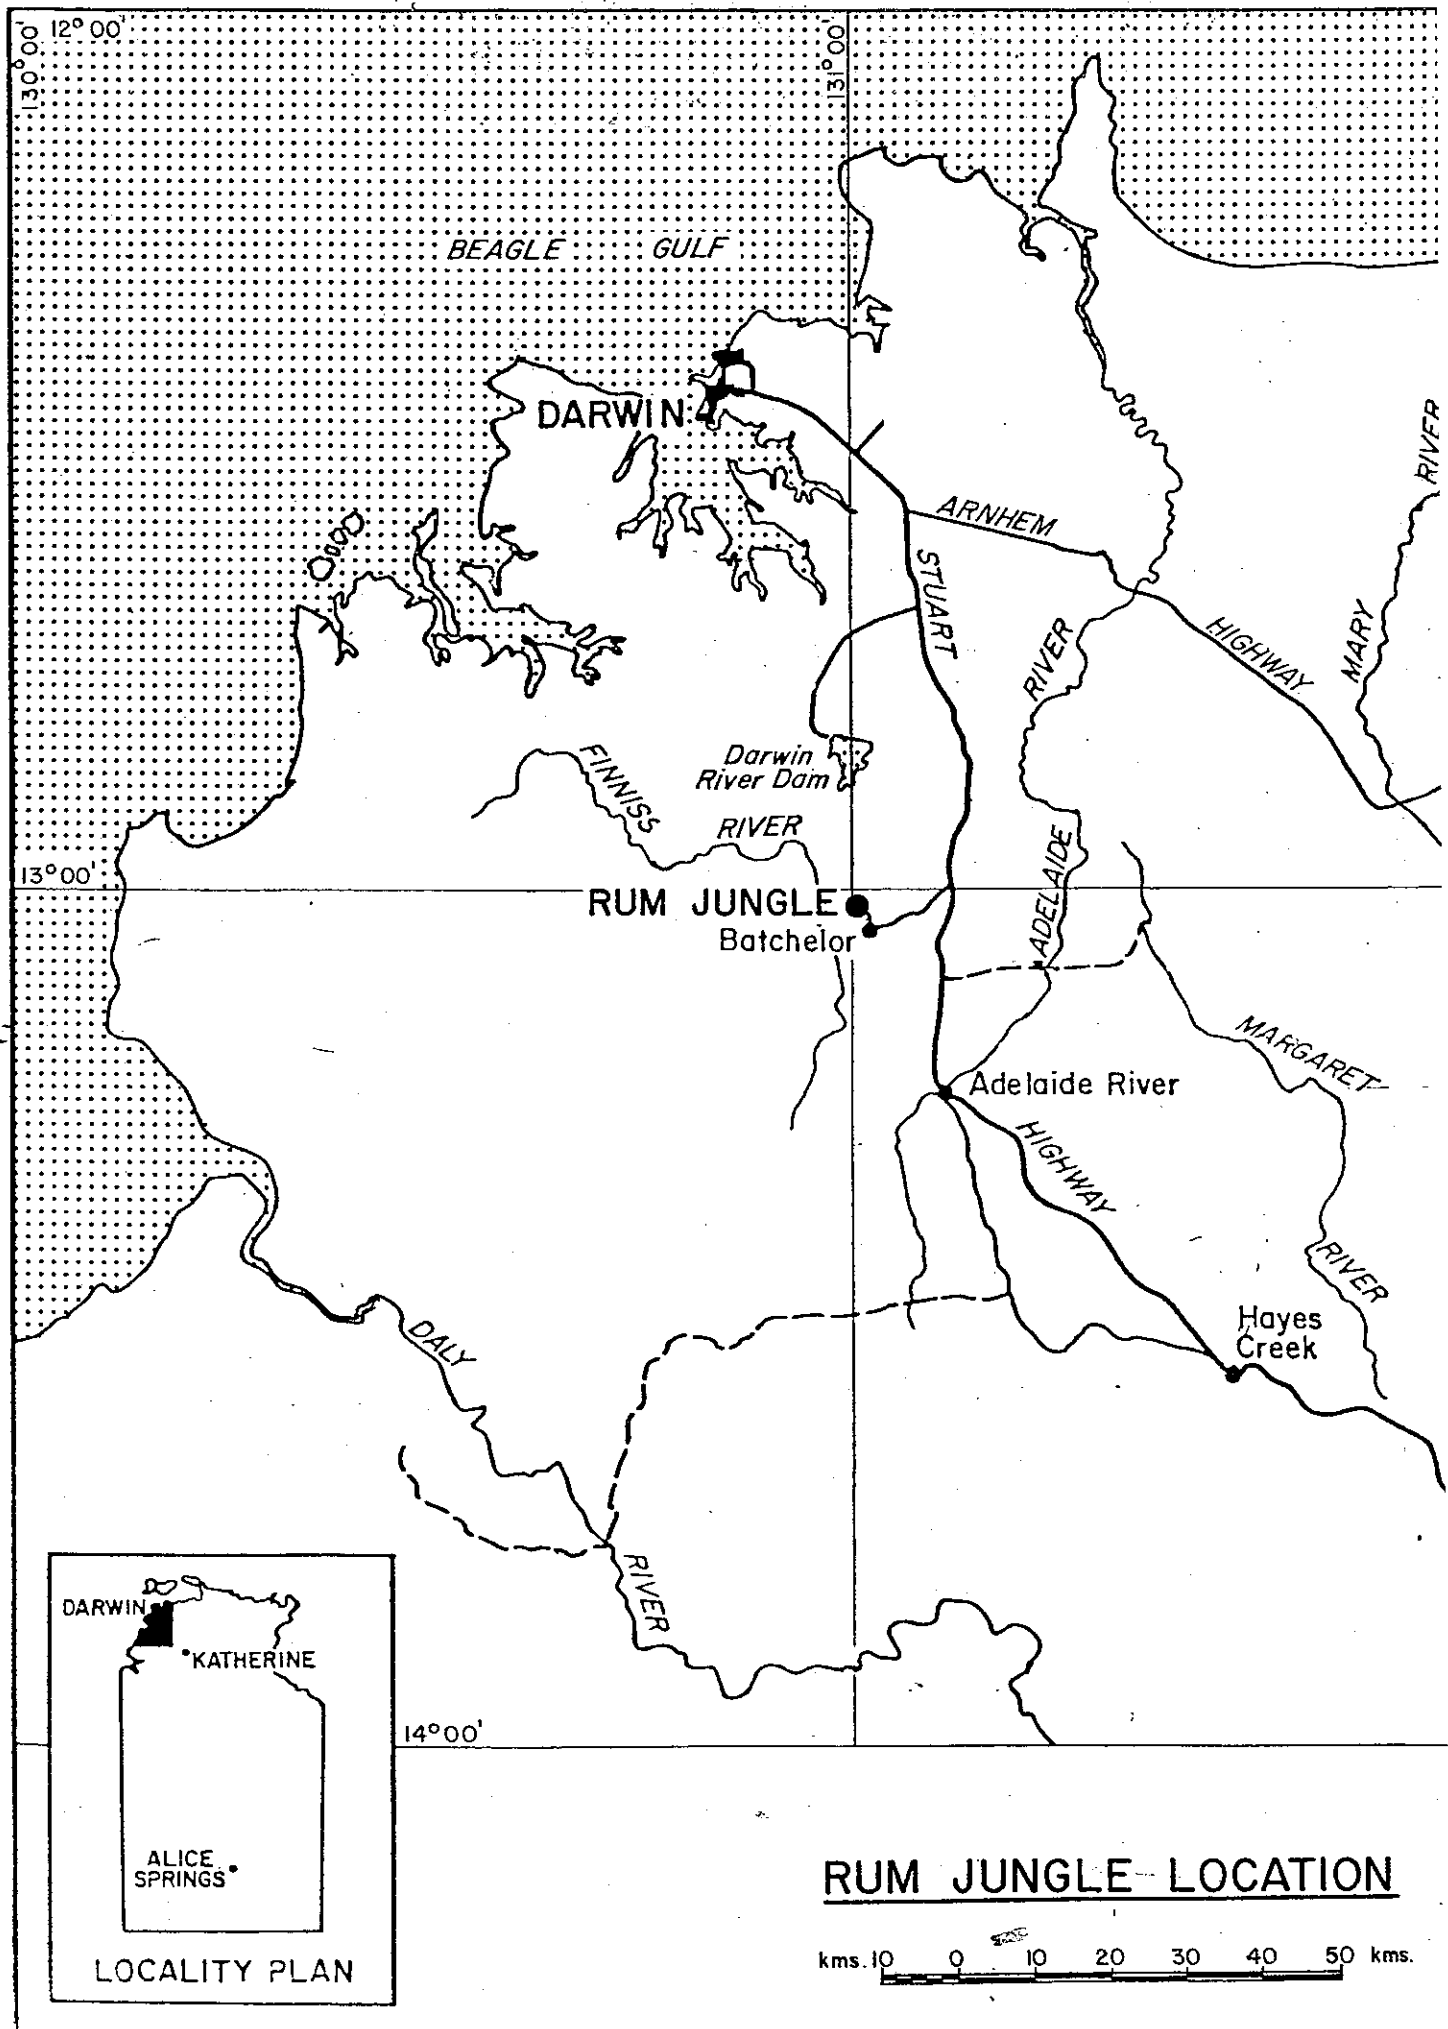 12°00'
130°00'
131°00'
BEAGLE GULF
DARWIN
ARNHEM
RIVER
STUART
RIVER
HIGHWAY
MARY
FINNISS
Darwin
River Dam
RIVER
ADELAIDE
13°00'
RUM JUNGLE
Batchelor
MARGARET
Adelaide River
HIGHWAY
RIVER
Hayes
Creek
DALY
RIVER
DARWIN
KATHERINE
14°00'
ALICE
SPRINGS
LOCALITY PLAN
RUM JUNGLE LOCATION
kms. 10 0 10 20 30 40 50 kms.